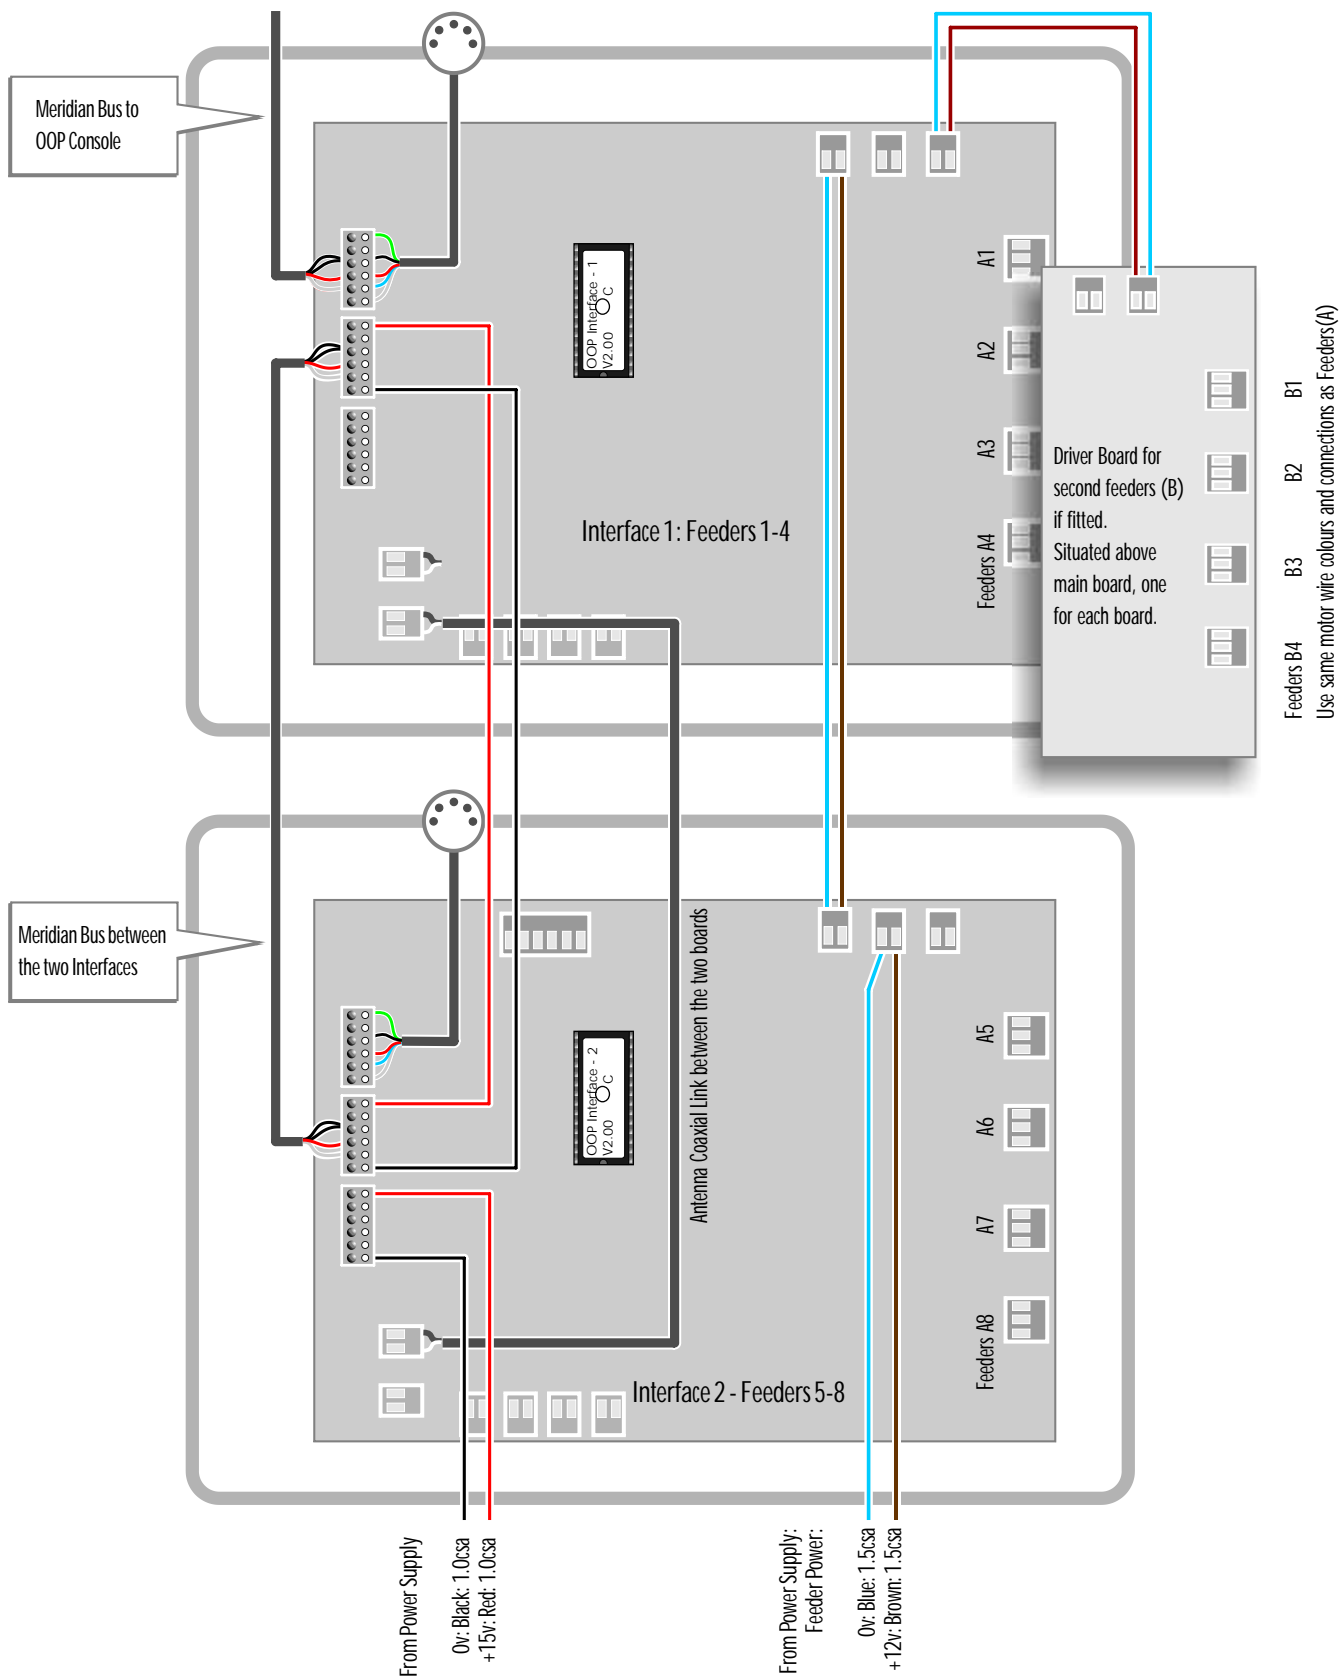 Meridian Bus to
OOP Console
OOP Interface - 1
C
V2.00
A1
A2
A3
Feeders A4
Interface 1: Feeders 1-4
Driver Board for
second feeders (B)
if fitted.
Situated above
main board, one
for each board.
B1
B2
B3
Feeders B4
Use same motor wire colours and connections as Feeders(A)
Meridian Bus between
the two Interfaces
Antenna Coaxial Link between the two boards
OOP Interface - 2
C
V2.00
A5
A6
A7
Feeders A8
Interface 2 - Feeders 5-8
From Power Supply
0v: Black: 1.0csa
+15v: Red: 1.0csa
From Power Supply:
Feeder Power:
0v: Blue: 1.5csa
+12v: Brown: 1.5csa